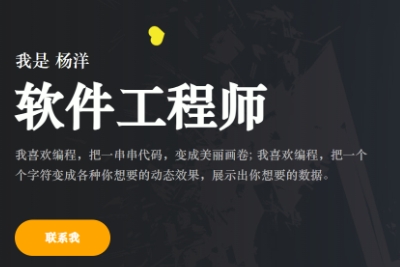 我是 杨洋
软件工程师
我喜欢编程，把一串串代码，变成美丽画卷; 我喜欢编程，把一个
个字符变成各种你想要的动态效果，展示出你想要的数据。
联系我